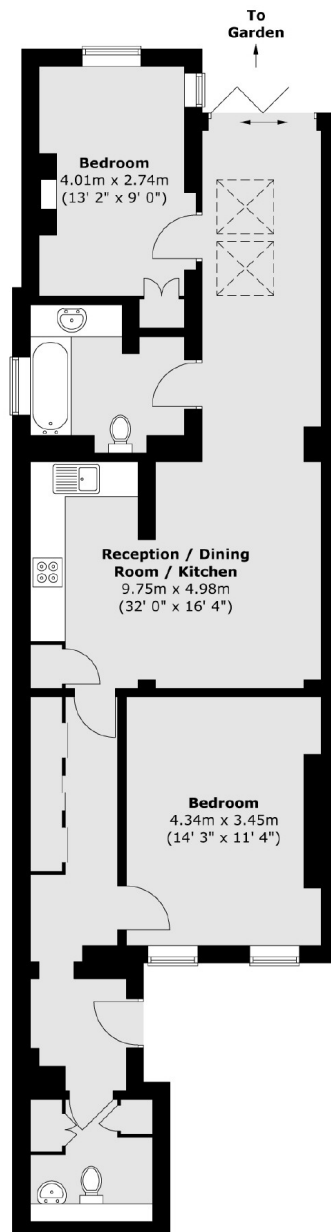 To
Garden
Bedroom
4.01m x 2.74m
(13' 2" x 9' 0")
Reception / Dining
Room / Kitchen
9.75m x 4.98m
(32' 0" x 16' 4")
Bedroom
4.34m x 3.45m
(14' 3" x 11' 4")